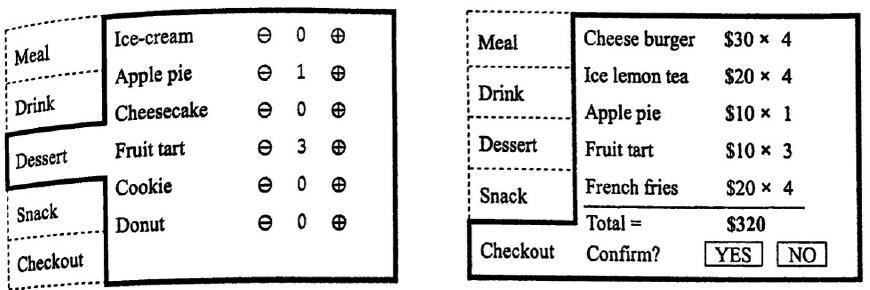 Meal
Drink
Dessert
Snack
Checkout
Ice-cream ⊖ 0 ⊕
Apple pie ⊖ 1 ⊕
Cheesecake ⊖ 0 ⊕
Fruit tart ⊖ 3 ⊕
Cookie ⊖ 0 ⊕
Donut ⊖ 0 ⊕
Meal
Drink
Dessert
Snack
Checkout
Cheese burger $30 × 4
Ice lemon tea $20 × 4
Apple pie $10 × 1
Fruit tart $10 × 3
French fries $20 × 4
Total = $320
Confirm? YES NO